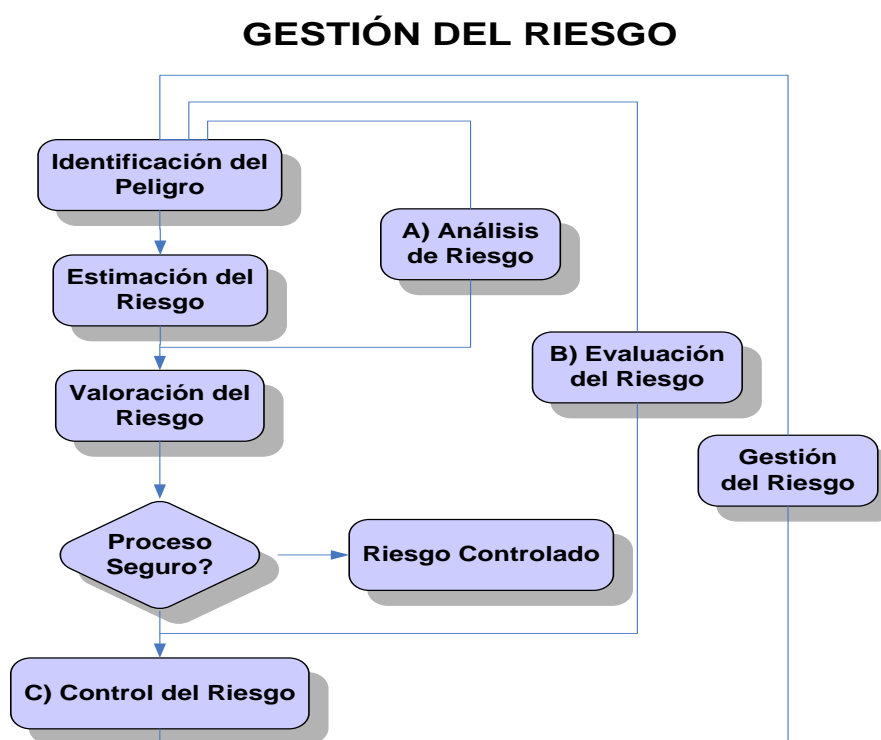 GESTIÓN DEL RIESGO
Identificación del
Peligro
A) Análisis
de Riesgo
Estimación del
Riesgo
B) Evaluación
del Riesgo
Valoración del
Riesgo
Gestión
del Riesgo
Proceso
Seguro?
Riesgo Controlado
C) Control del Riesgo